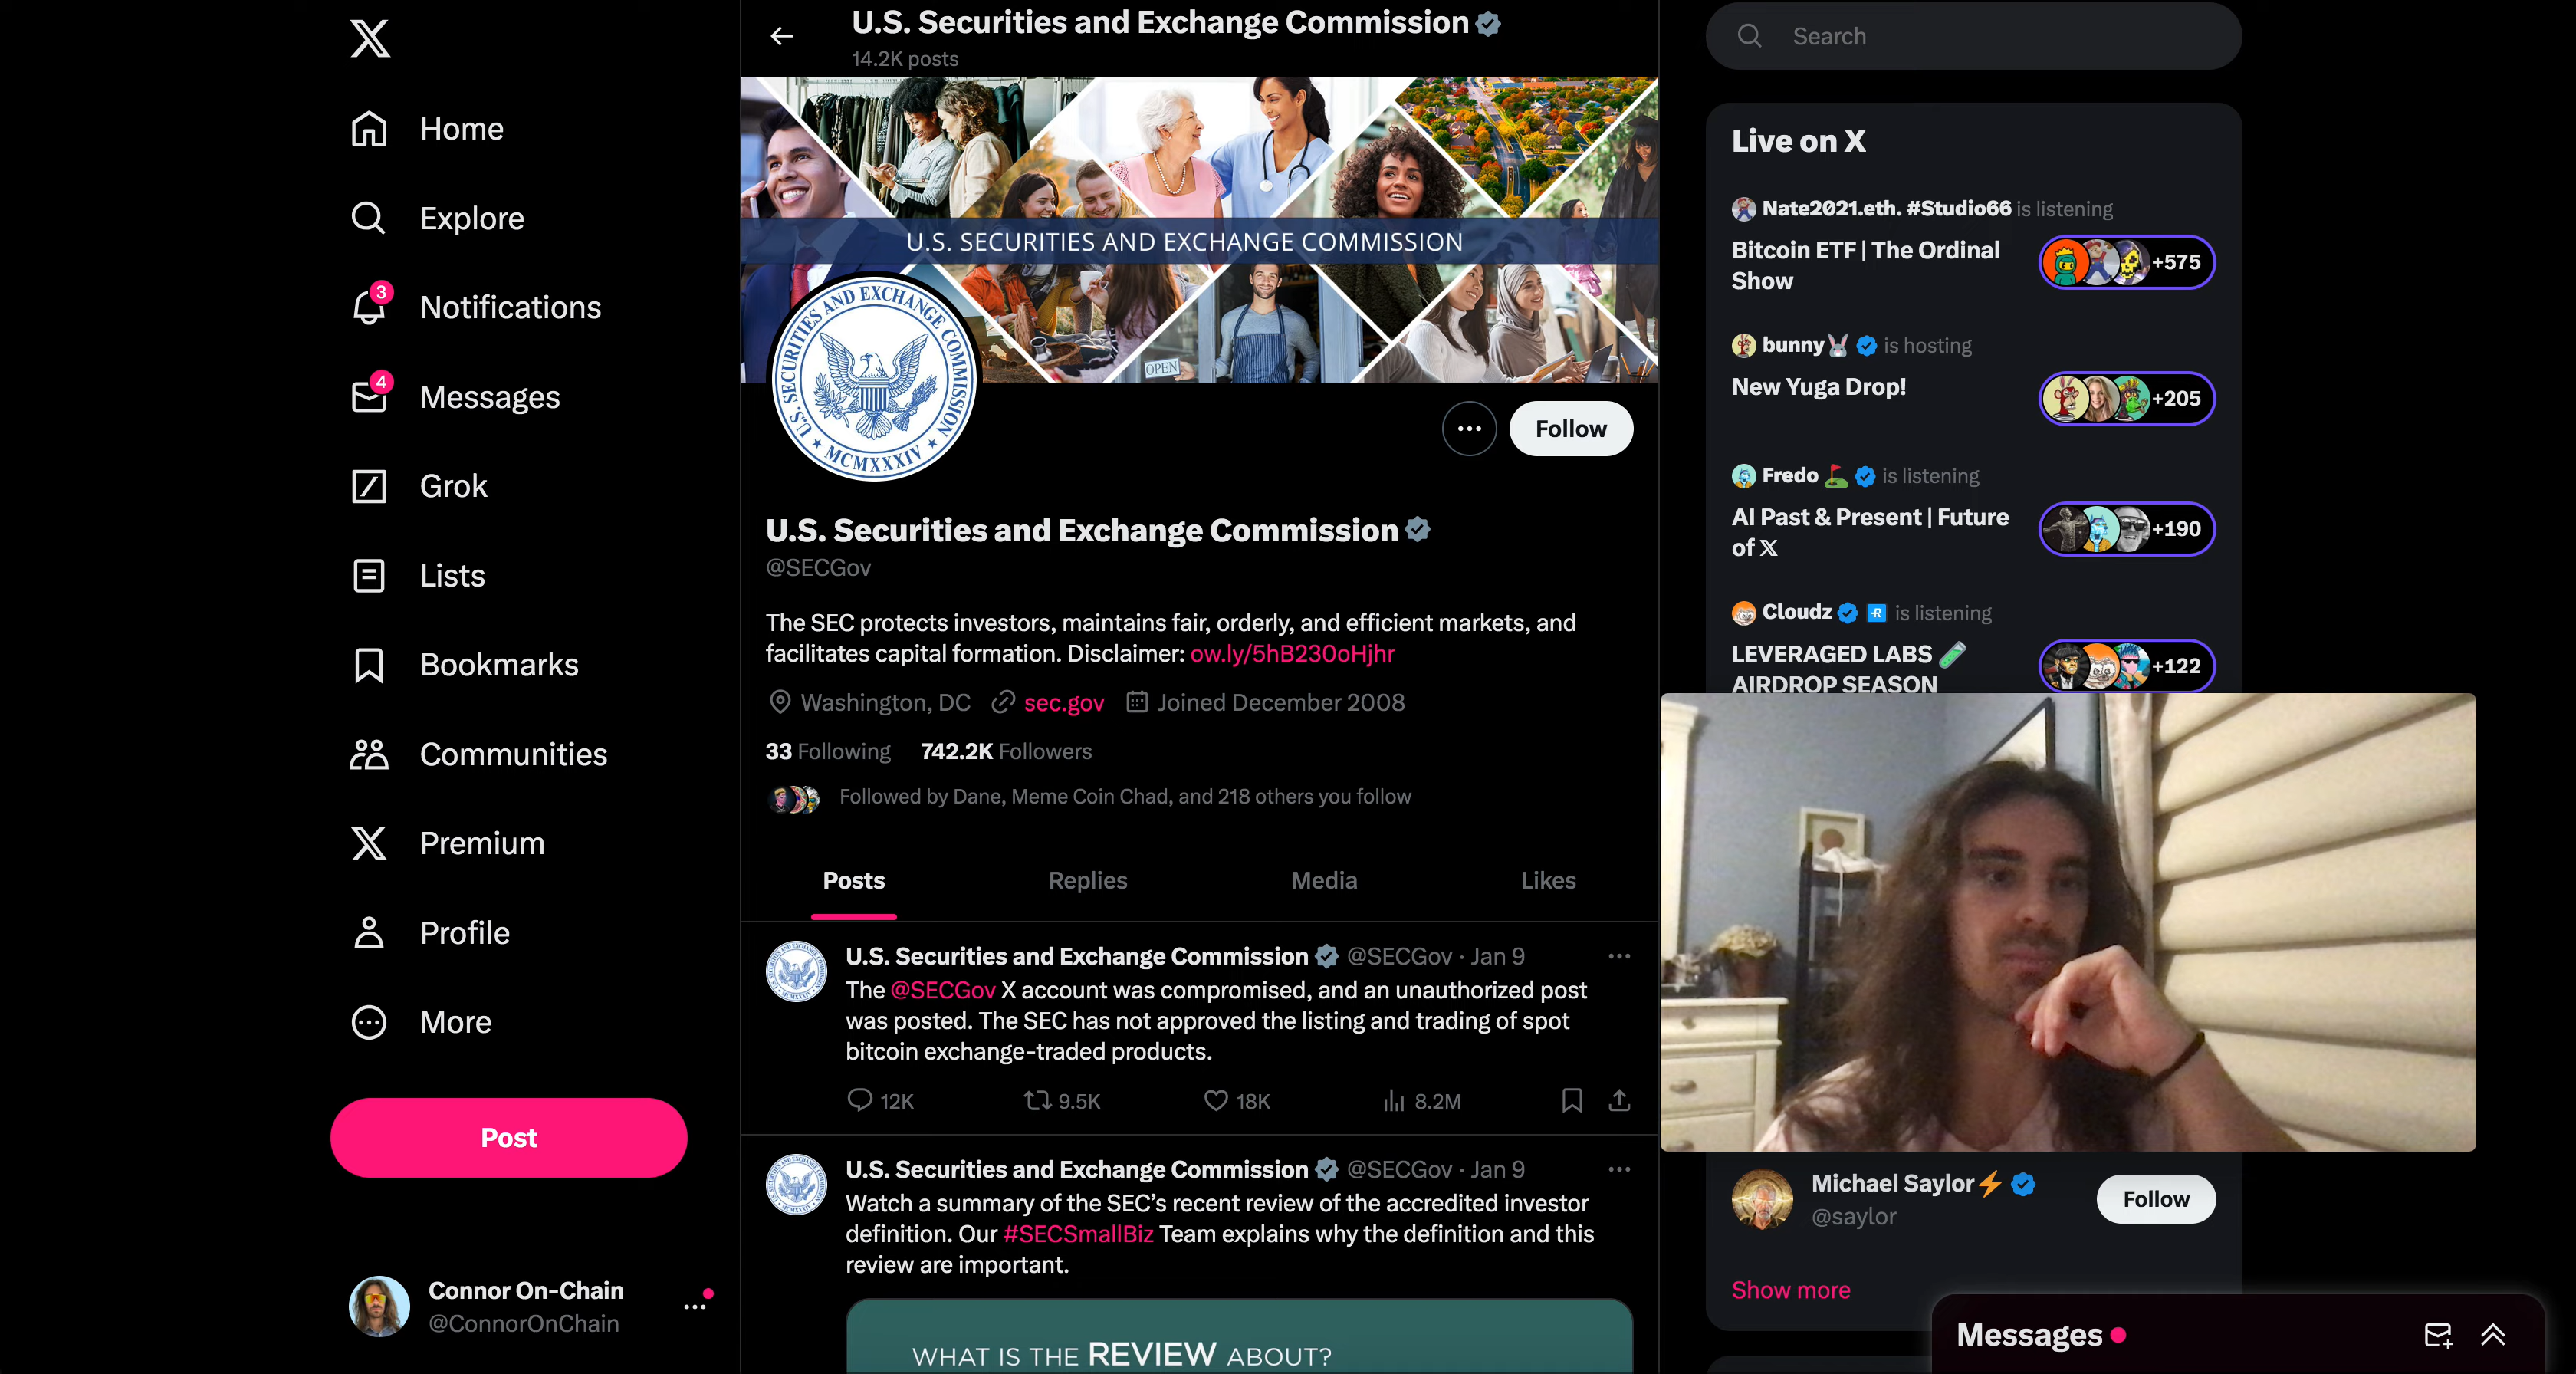 Home
Explore
3
Notifications
4
Messages
Grok
Lists
Bookmarks
Communities
Premium
Profile
More
Post
Connor On-Chain
@ConnorOnChain
U.S. Securities and Exchange Commission
14.2K posts
U.S. SECURITIES AND EXCHANGE COMMISSION
OPEN
U.S. SECURITIES AND EXCHANGE COMMISSION
MCMXXXIV
Follow
U.S. Securities and Exchange Commission
@SECGov
The SEC protects investors, maintains fair, orderly, and efficient markets, and
facilitates capital formation. Disclaimer: ow.ly/5hB230oHjhr
Washington, DC sec.gov Joined December 2008
33 Following 742.2K Followers
Followed by Dane, Meme Coin Chad, and 218 others you follow
Posts Replies Media Likes
U.S. Securities and Exchange Commission @SECGov · Jan 9
The @SECGov X account was compromised, and an unauthorized post
was posted. The SEC has not approved the listing and trading of spot
bitcoin exchange-traded products.
12K 9.5K 18K 8.2M
U.S. Securities and Exchange Commission @SECGov · Jan 9
Watch a summary of the SEC’s recent review of the accredited investor
definition. Our #SECSmallBiz Team explains why the definition and this
review are important.
WHAT IS THE REVIEW ABOUT?
Search
Live on X
Nate2021.eth. #Studio66 is listening
Bitcoin ETF | The Ordinal
Show
+575
bunny is hosting
New Yuga Drop!
+205
Fredo is listening
AI Past & Present | Future
of 𝕏
+190
Cloudz R is listening
LEVERAGED LABS
AIRDROP SEASON
+122
Michael Saylor
@saylor
Follow
Show more
Messages